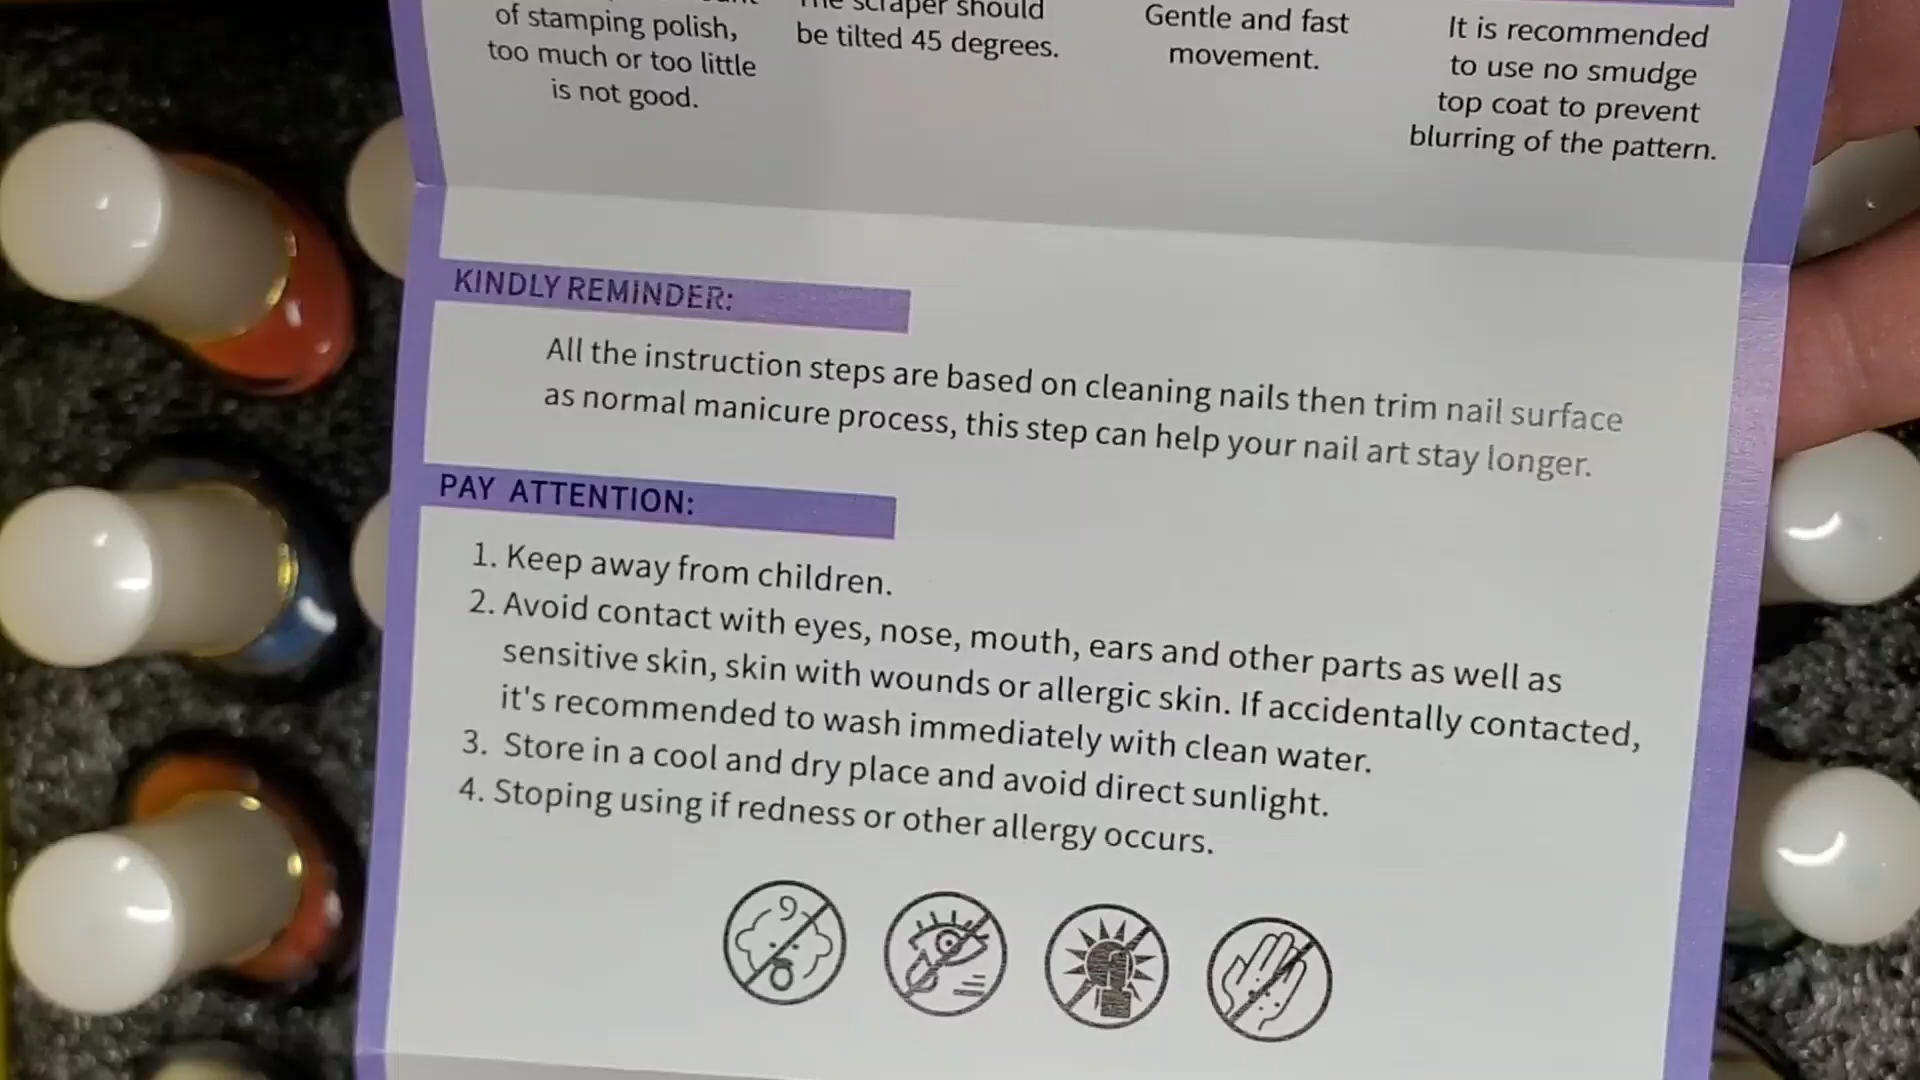 of stamping polish,
too much or too little
is not good.
The scraper should
be tilted 45 degrees.
Gentle and fast
movement.
It is recommended
to use no smudge
top coat to prevent
blurring of the pattern.
KINDLY REMINDER:
All the instruction steps are based on cleaning nails then trim nail surface
as normal manicure process, this step can help your nail art stay longer.
PAY ATTENTION:
1. Keep away from children.
2. Avoid contact with eyes, nose, mouth, ears and other parts as well as
sensitive skin, skin with wounds or allergic skin. If accidentally contacted,
it's recommended to wash immediately with clean water.
3. Store in a cool and dry place and avoid direct sunlight.
4. Stoping using if redness or other allergy occurs.